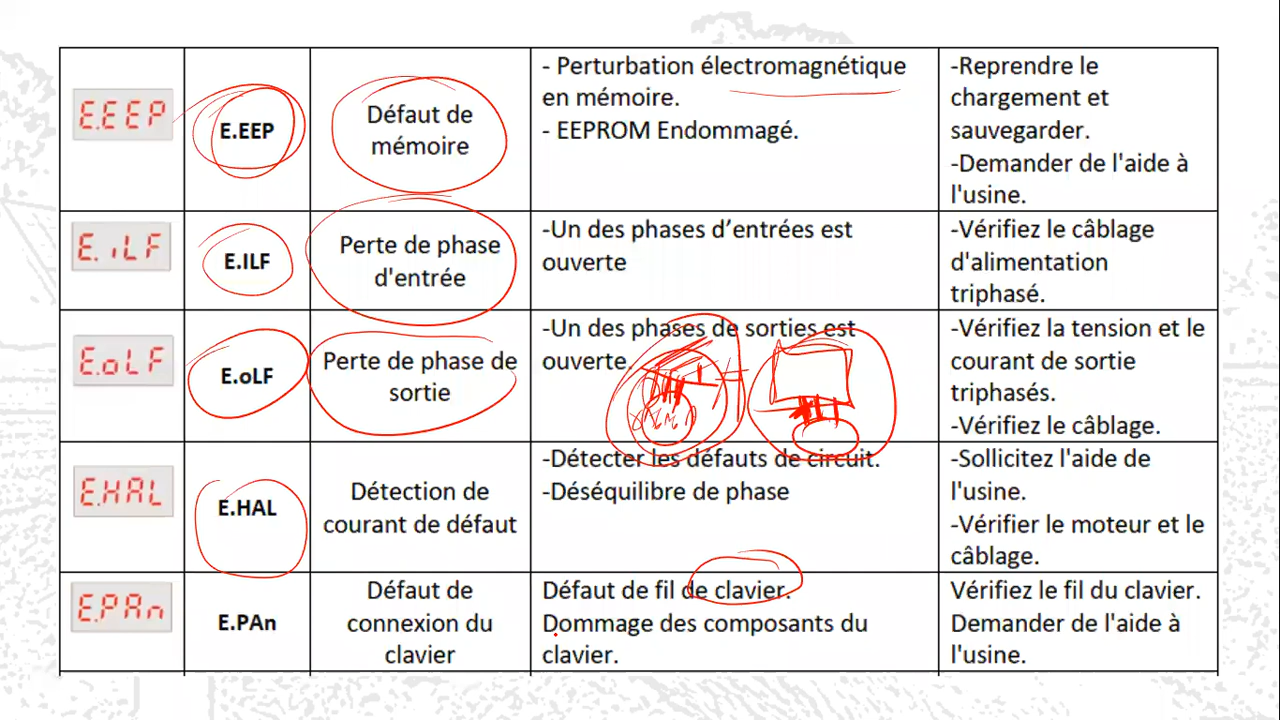 E.EEP
E.EEP
Défaut de
mémoire
- Perturbation électromagnétique
en mémoire.
- EEPROM Endommagé.
-Reprendre le
chargement et
sauvegarder.
-Demander de l'aide à
l'usine.
E.iLF
E.ILF
Perte de phase
d'entrée
-Un des phases d’entrées est
ouverte
-Vérifiez le câblage
d'alimentation
triphasé.
E.oLF
E.oLF
Perte de phase de
sortie
-Un des phases de sorties est
ouverte.
-Vérifiez la tension et le
courant de sortie
triphasés.
-Vérifiez le câblage.
E.HAL
E.HAL
Détection de
courant de défaut
-Détecter les défauts de circuit.
-Déséquilibre de phase
-Sollicitez l'aide de
l'usine.
-Vérifier le moteur et le
câblage.
E.PAn
E.PAn
Défaut de
connexion du
clavier
Défaut de fil de clavier.
Dommage des composants du
clavier.
Vérifiez le fil du clavier.
Demander de l'aide à
l'usine.